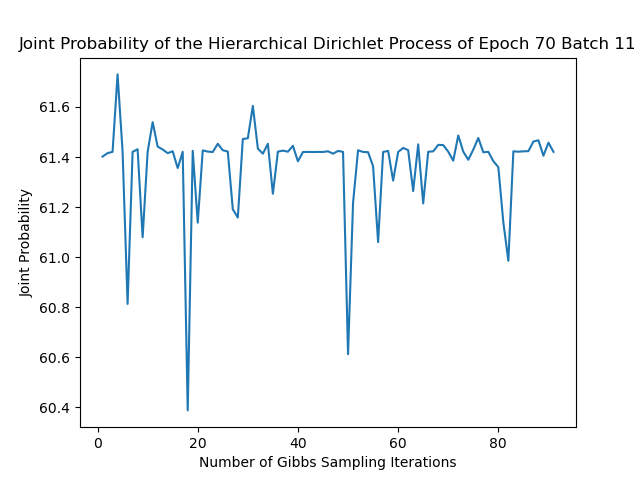 Joint Probability of the Hierarchical Dirichlet Process of Epoch 70 Batch 11
61.6
61.4
61.2
61.0
60.8
60.6
60.4
Joint Probability
0 20 40 60 80
Number of Gibbs Sampling Iterations